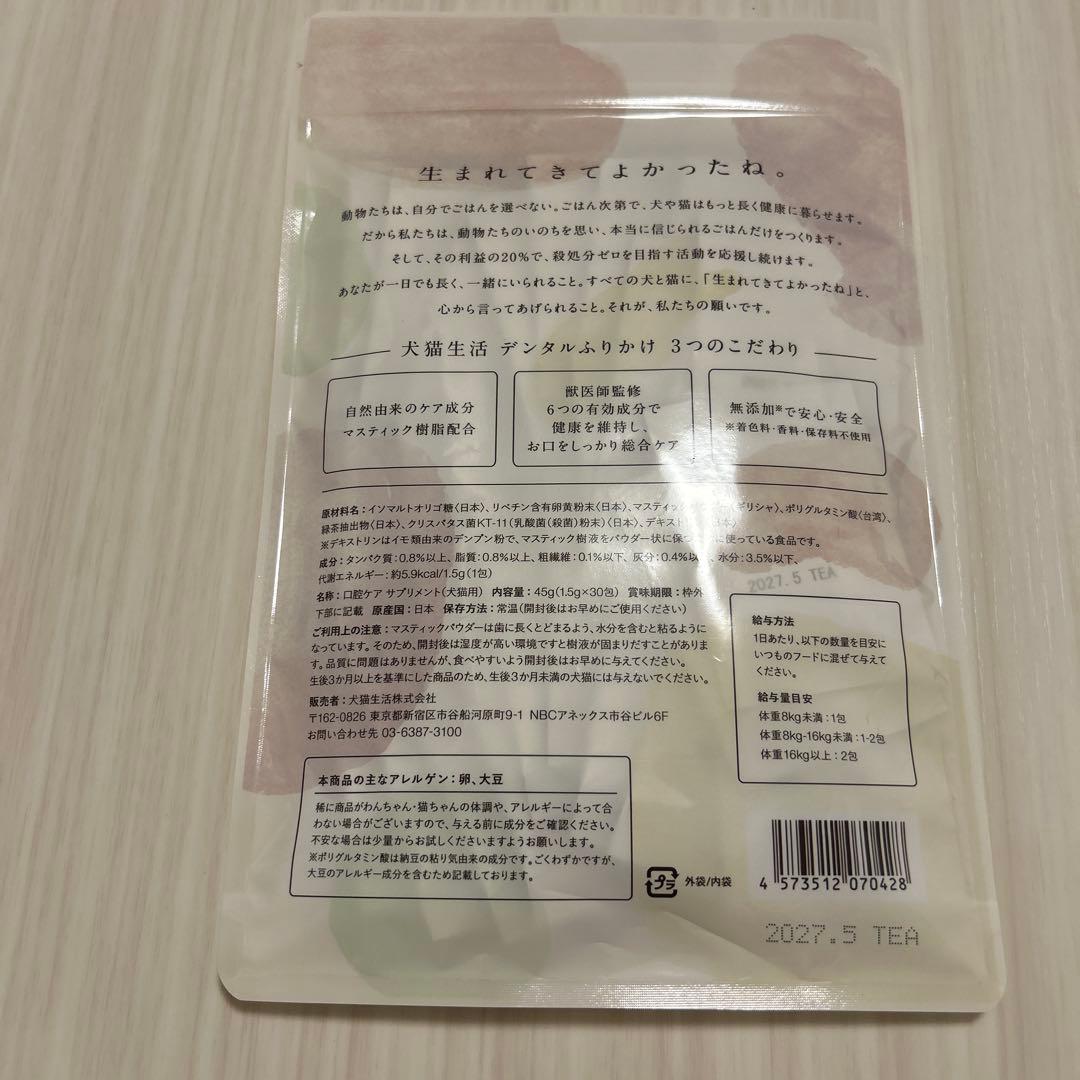 生まれてきてよかったね。
動物たちは、自分でごはんを選べない。ごはん次第で、犬や猫はもっと長く健康に暮らせます。
だから私たちは、動物たちのいのちを思い、本当に信じられるごはんだけをつくります。
そして、その利益の20%で、殺処分ゼロを目指す活動を応援し続けます。
あなたが一日でも長く、一緒にいられること。すべての犬と猫に、「生まれてきてよかったね」と、
心から言ってあげられること。それが、私たちの願いです。
犬猫生活 デンタルふりかけ 3つのこだわり
自然由来のケア成分
マスティック樹脂配合
獣医師監修
6つの有効成分で
健康を維持し、
お口をしっかり総合ケア
無添加※で安心・安全
※着色料・香料・保存料不使用
原材料名：イソマルトオリゴ糖〈日本〉、リベチン含有卵黄粉末〈日本〉、マスティッ ギリシャ〉、ポリグルタミン酸〈台湾〉、
緑茶抽出物〈日本〉、クリスパタス菌KT-11（乳酸菌（殺菌）粉末）〈日本〉、デキストリン〈日本〉
※デキストリンはイモ類由来のデンプン粉で、マスティック樹液をパウダー状に保つ に使っている食品です。
成分：タンパク質：0.8%以上、脂質：0.8%以上、粗繊維：0.1%以下、灰分：0.4%以 、水分：3.5%以下、
代謝エネルギー：約5.9kcal/1.5g（1包）
名称：口腔ケア サプリメント（犬猫用） 内容量：45g（1.5g×30包） 賞味期限：枠外
下部に記載 原産国：日本 保存方法：常温（開封後はお早めにご使用ください）
ご利用上の注意：マスティックパウダーは歯に長くとどまるよう、水分を含むと粘るように
なっています。そのため、開封後は湿度が高い環境ですと樹液が固まりだすことがありま
す。品質に問題はありませんが、食べやすいよう開封後はお早めに与えてください。
生後3か月以上を基準にした商品のため、生後3か月未満の犬猫には与えないでください。
販売者：犬猫生活株式会社
〒162-0826 東京都新宿区市谷船河原町9-1 NBCアネックス市谷ビル6F
お問い合わせ先 03-6387-3100
2027.5 TEA
給与方法
1日あたり、以下の数量を目安に
いつものフードに混ぜて与えて
ください。
給与量目安
体重8kg未満：1包
体重8kg-16kg未満：1-2包
体重16kg以上：2包
本商品の主なアレルゲン：卵、大豆
稀に商品がわんちゃん・猫ちゃんの体調や、アレルギーによって合
わない場合がございますので、与える前に成分をご確認ください。
不安な場合は少量からお試しくださいますようお願いします。
※ポリグルタミン酸は納豆の粘り気由来の成分です。ごくわずかですが、
大豆のアレルギー成分を含むため記載しております。
プラ 外袋/内袋
4 573512 070428
2027.5 TEA